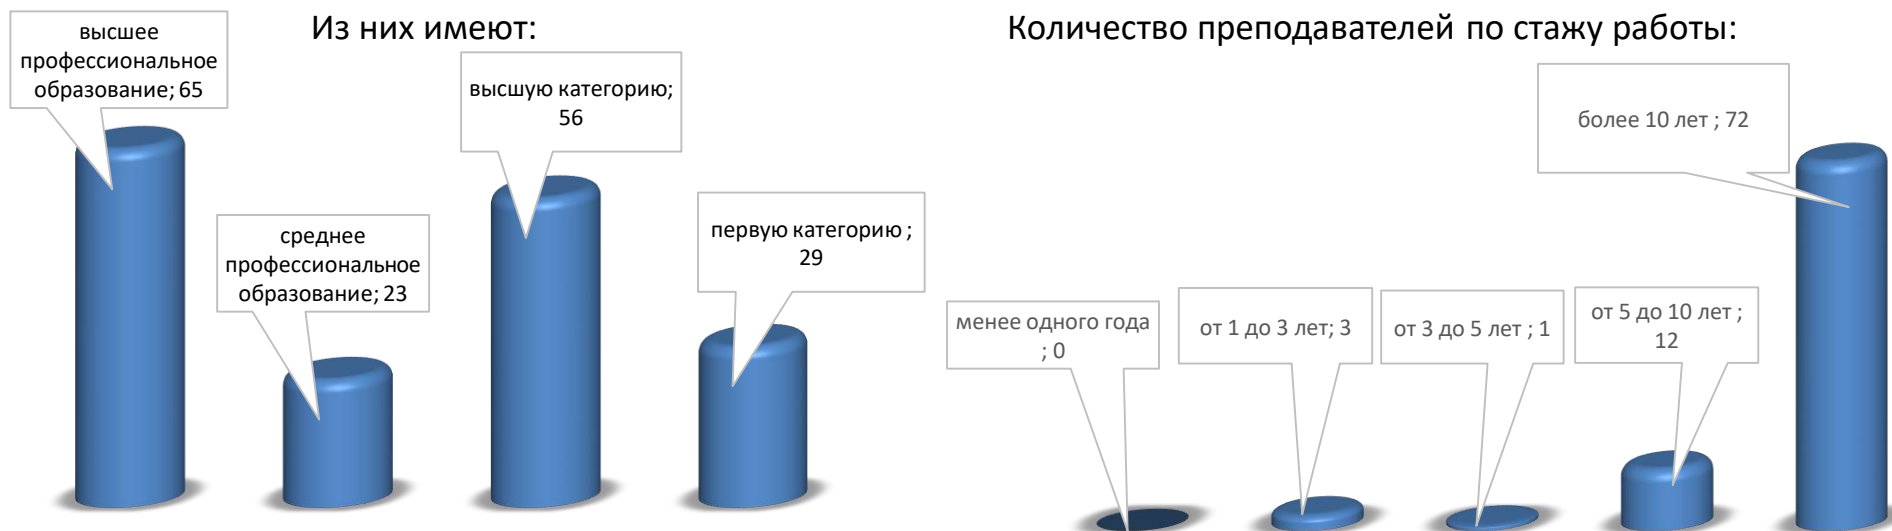 Из них имеют:
высшее
профессиональное
образование; 65
среднее
профессиональное
образование; 23
высшую категорию;
56
первую категорию ;
29
Количество преподавателей по стажу работы:
менее одного года
; 0
от 1 до 3 лет; 3
от 3 до 5 лет ; 1
от 5 до 10 лет ;
12
более 10 лет ; 72